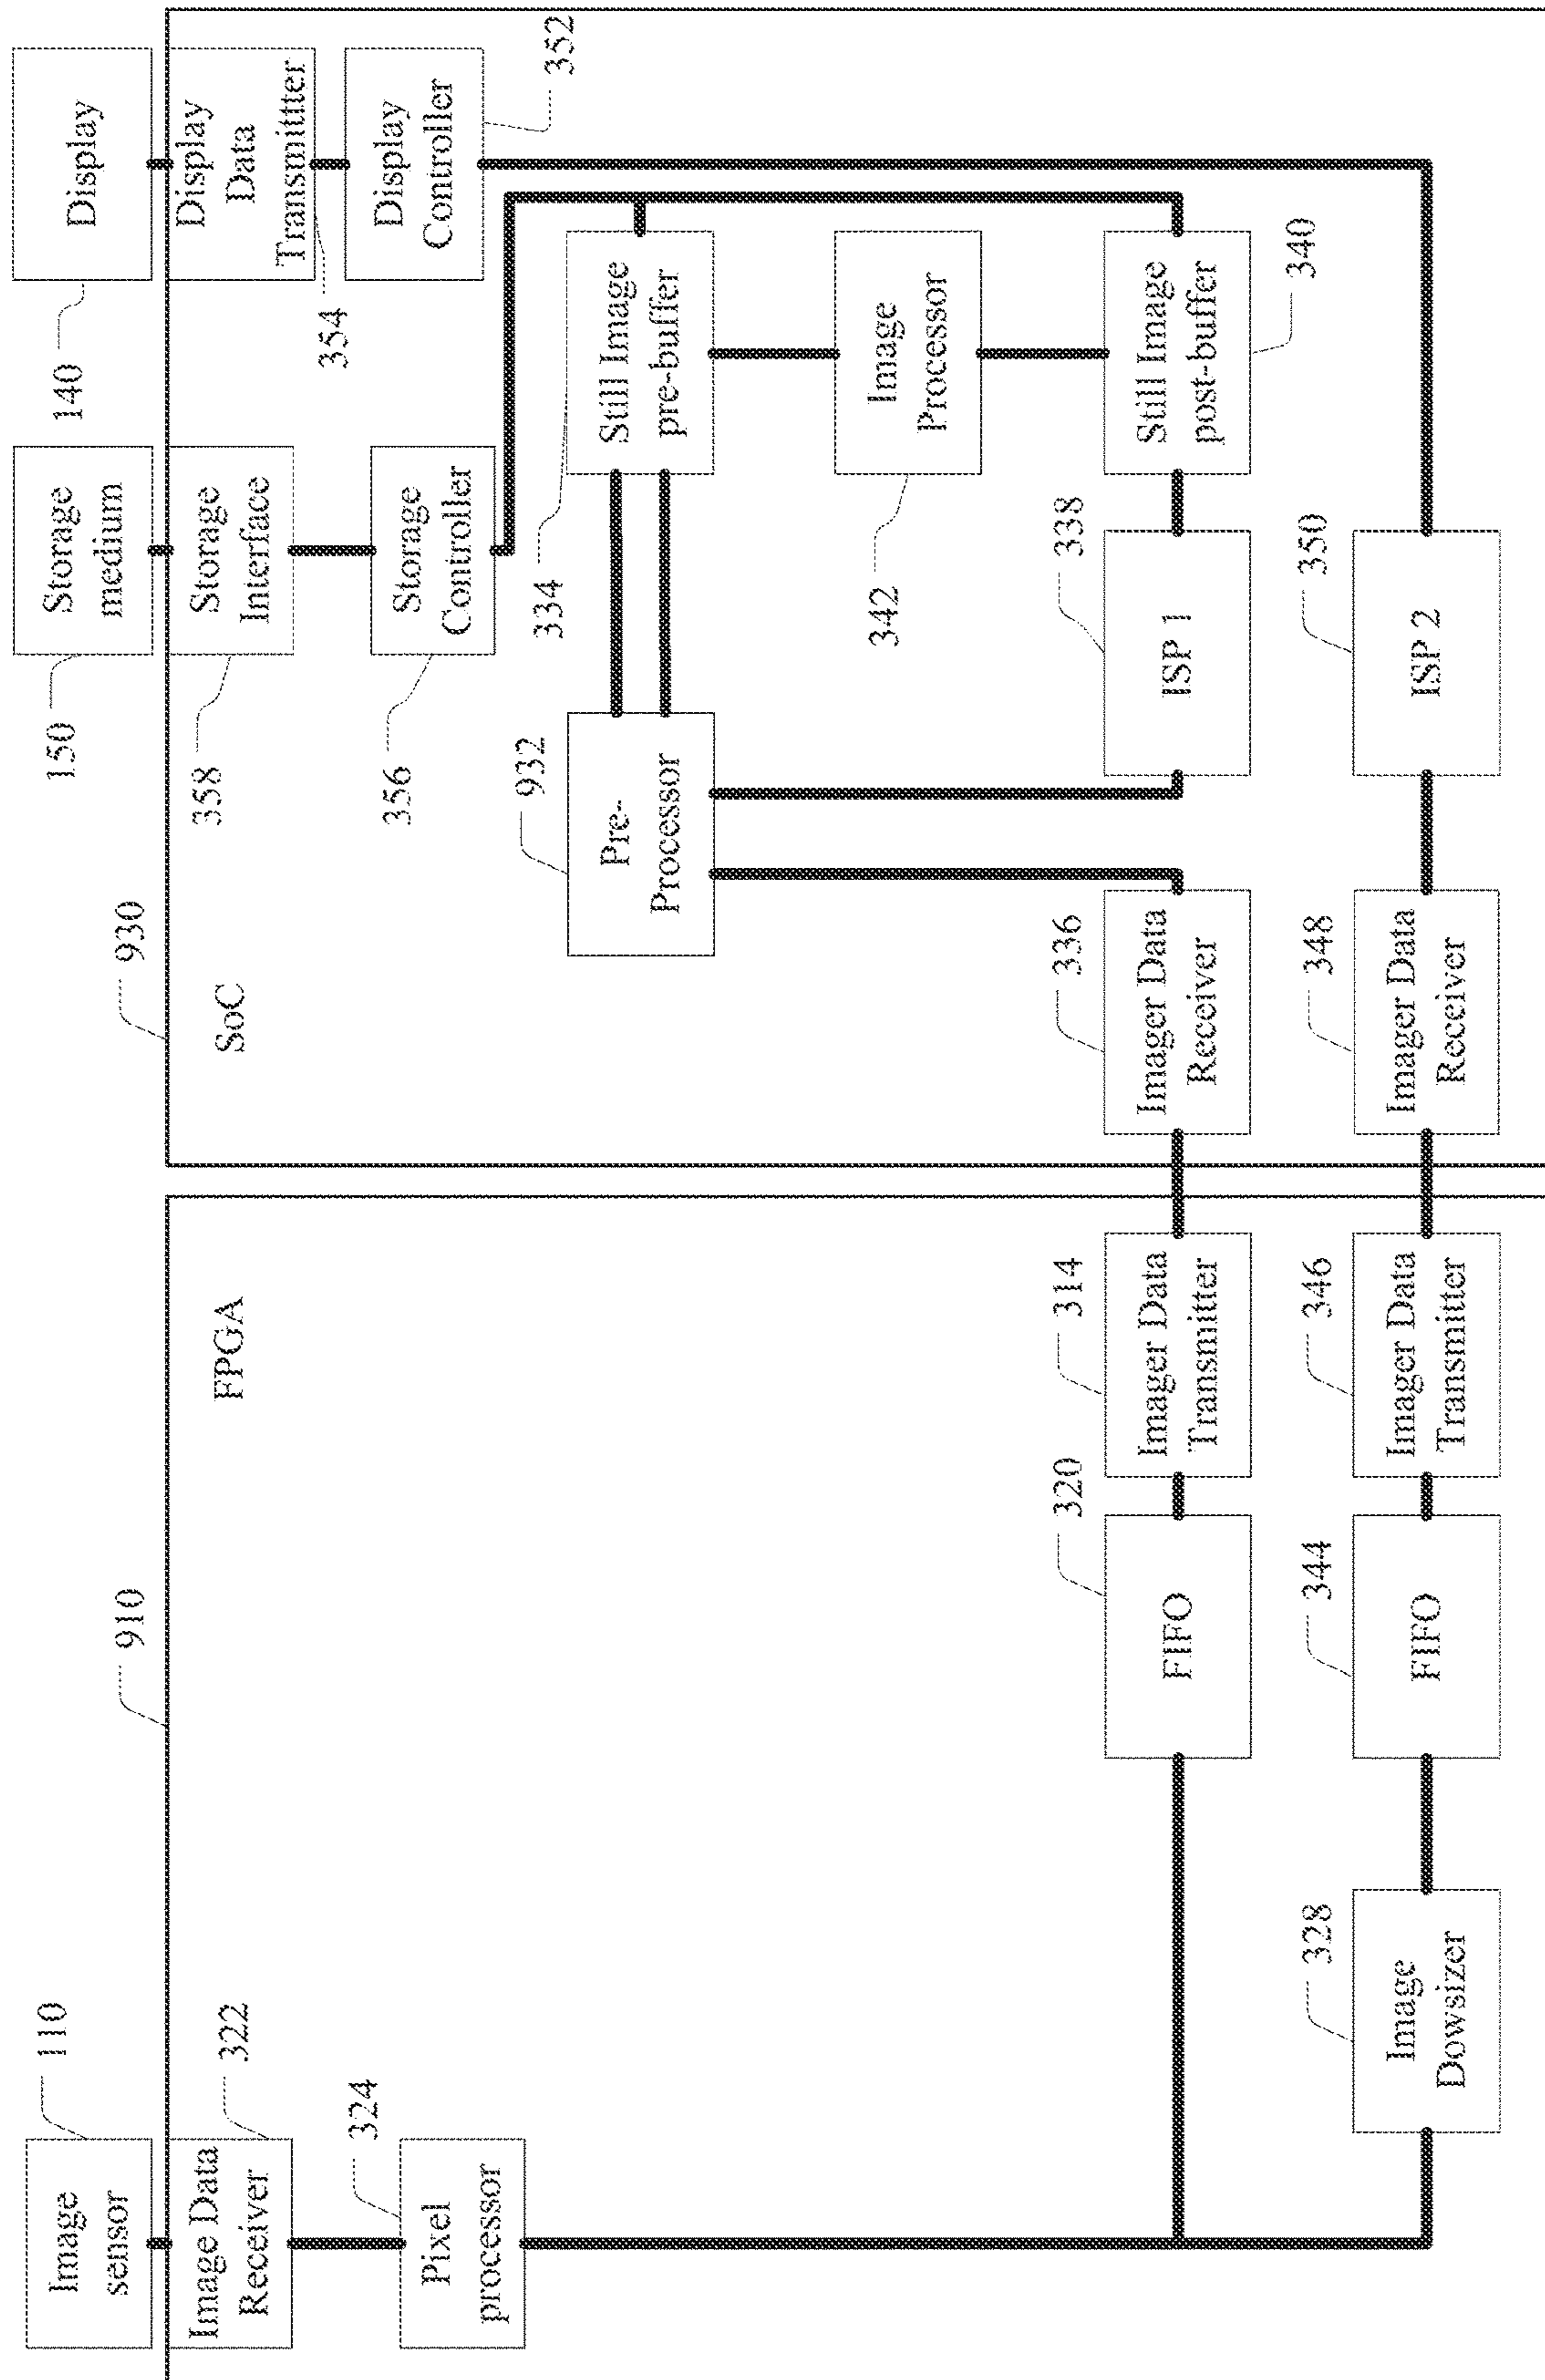 110
Image
sensor
Image Data
Receiver
322
324
Pixel
processor
910
FPGA
320
FIFO
314
Imager Data
Transmitter
328
Image
Dowsizer
344
FIFO
346
Imager Data
Transmitter
930
SoC
150
Storage
medium
140
Display
358
Storage
Interface
354
Display
Data
Transmittter
356
Storage
Controller
352
Display
Controller
932
Pre-
Processor
334
Still Image
pre-buffer
342
Image
Processor
336
Imager Data
Receiver
338
ISP 1
Still Image
post-buffer
340
348
Imager Data
Receiver
350
ISP 2